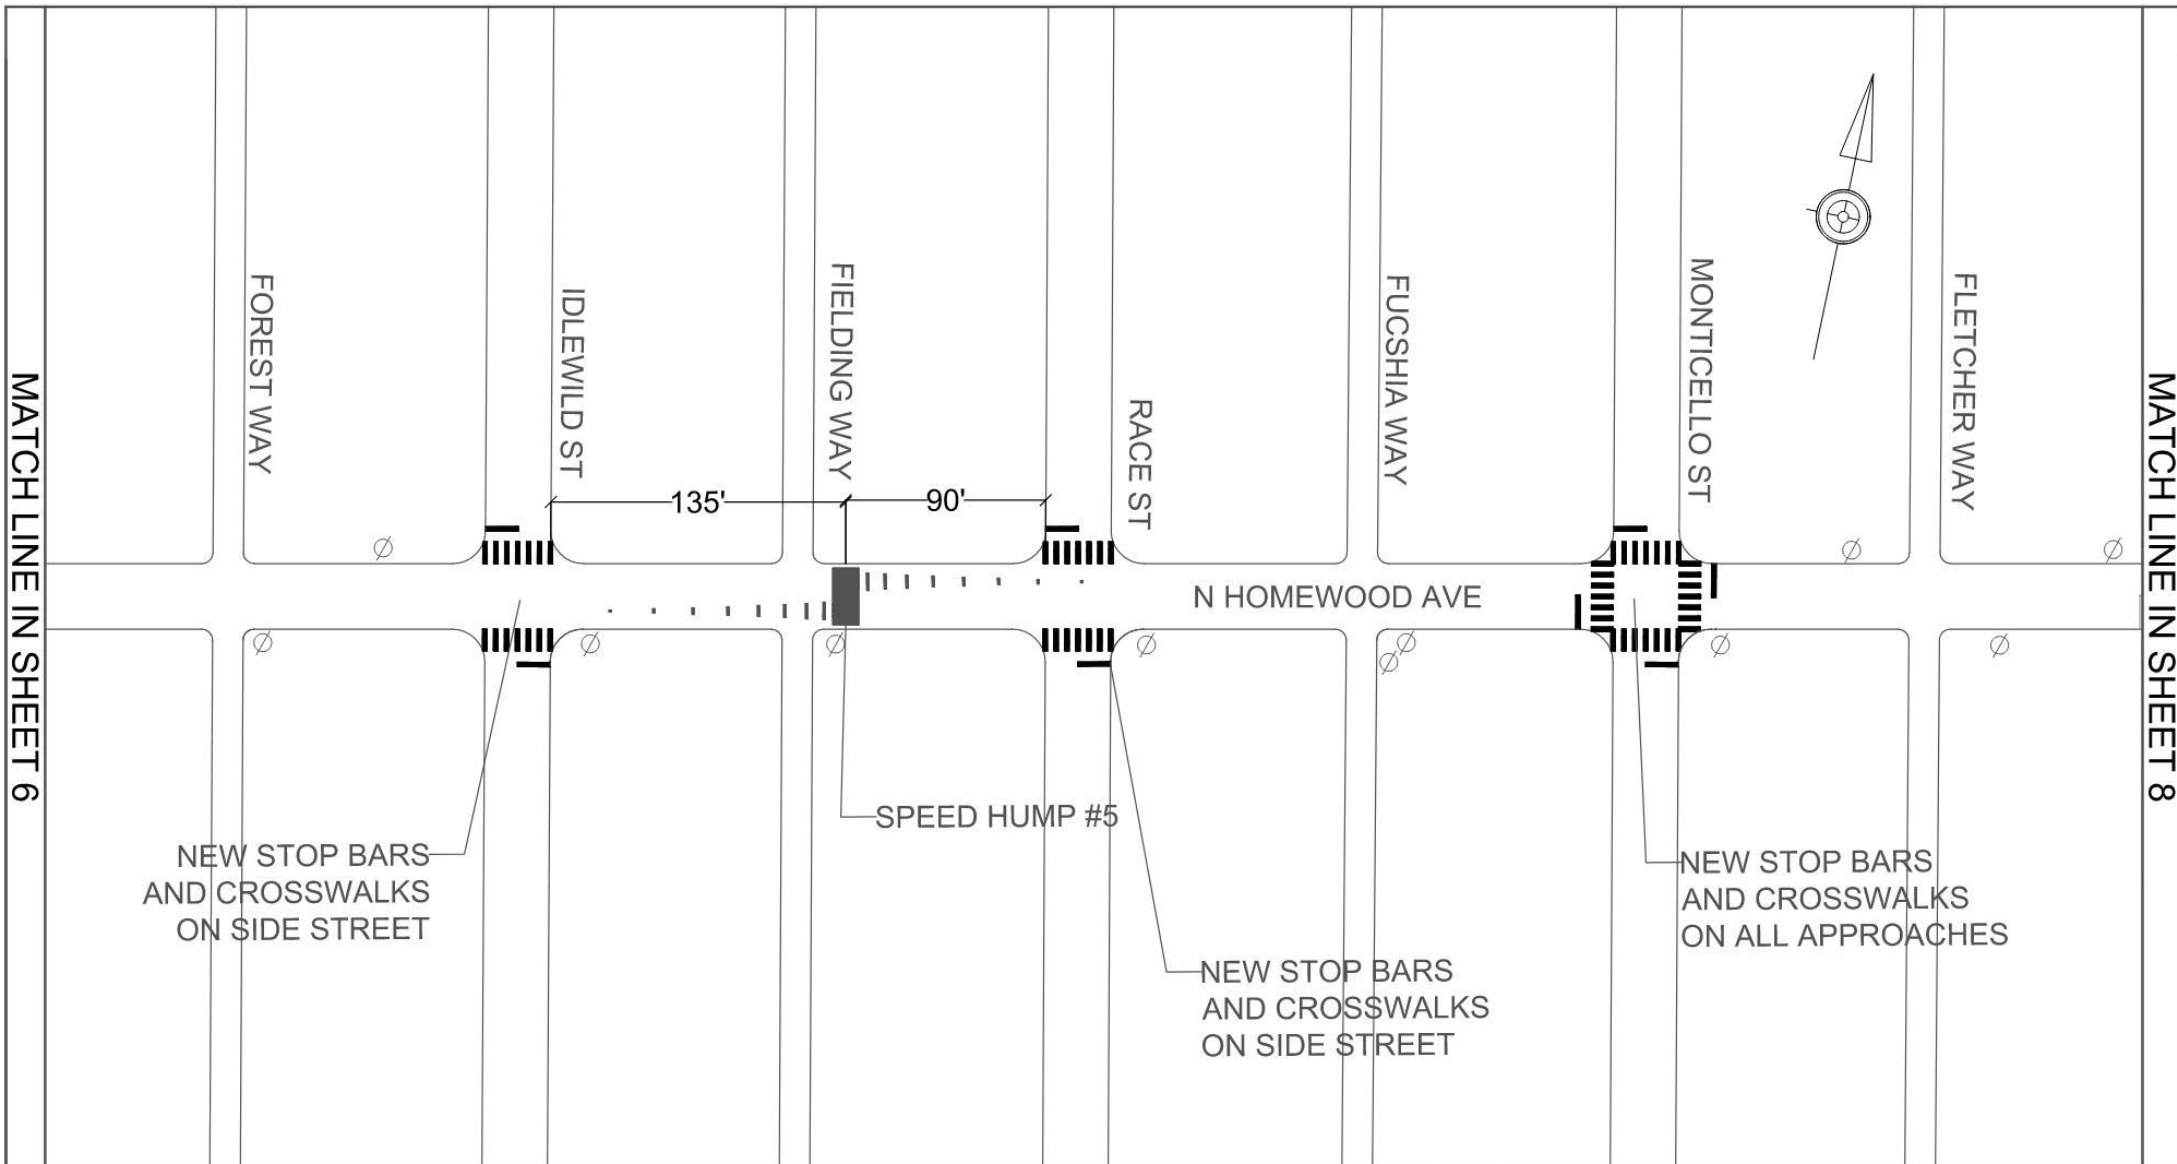 MATCH LINE IN SHEET 6
FOREST WAY
IDLEWILD ST
FIELDING WAY
RACE ST
FUCSHIA WAY
MONTICELLO ST
FLETCHER WAY
MATCH LINE IN SHEET 8
135'
90'
N HOMEWOOD AVE
SPEED HUMP #5
NEW STOP BARS
AND CROSSWALKS
ON SIDE STREET
NEW STOP BARS
AND CROSSWALKS
ON SIDE STREET
NEW STOP BARS
AND CROSSWALKS
ON ALL APPROACHES